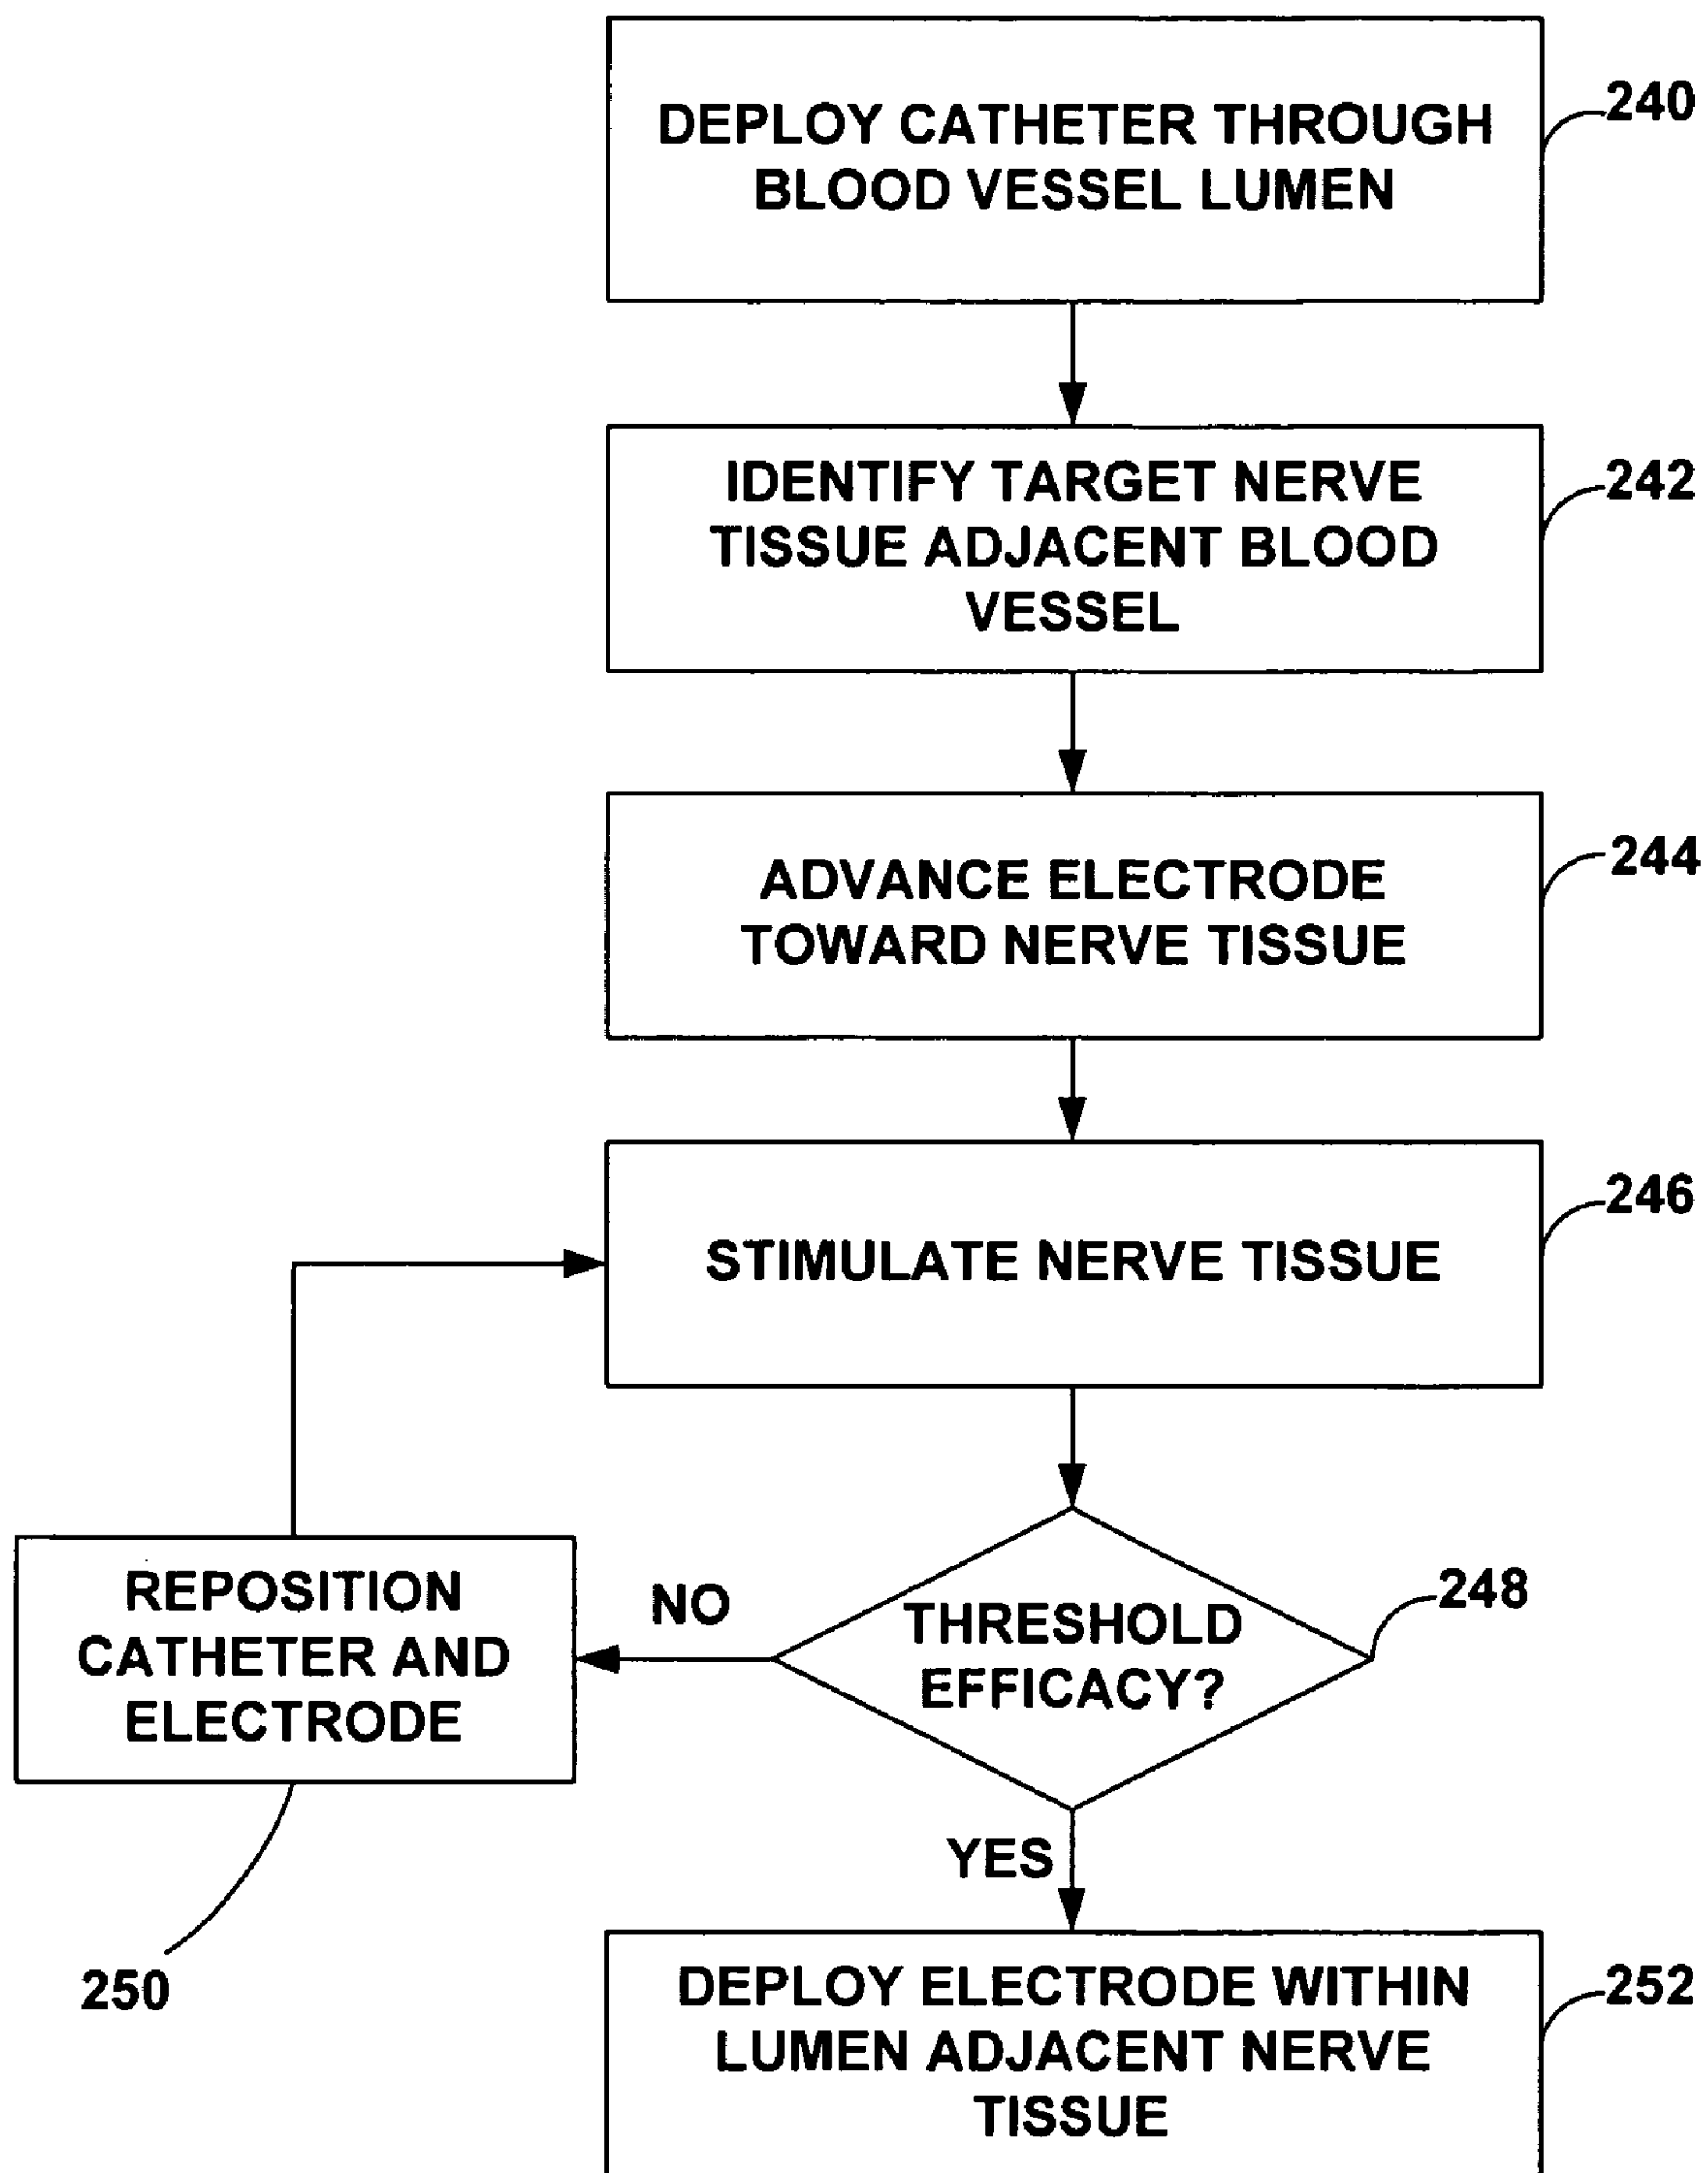 DEPLOY CATHETER THROUGH
BLOOD VESSEL LUMEN
240
IDENTIFY TARGET NERVE
TISSUE ADJACENT BLOOD
VESSEL
242
ADVANCE ELECTRODE
TOWARD NERVE TISSUE
244
STIMULATE NERVE TISSUE
246
THRESHOLD
EFFICACY?
248
NO
REPOSITION
CATHETER AND
ELECTRODE
250
YES
DEPLOY ELECTRODE WITHIN
LUMEN ADJACENT NERVE
TISSUE
252